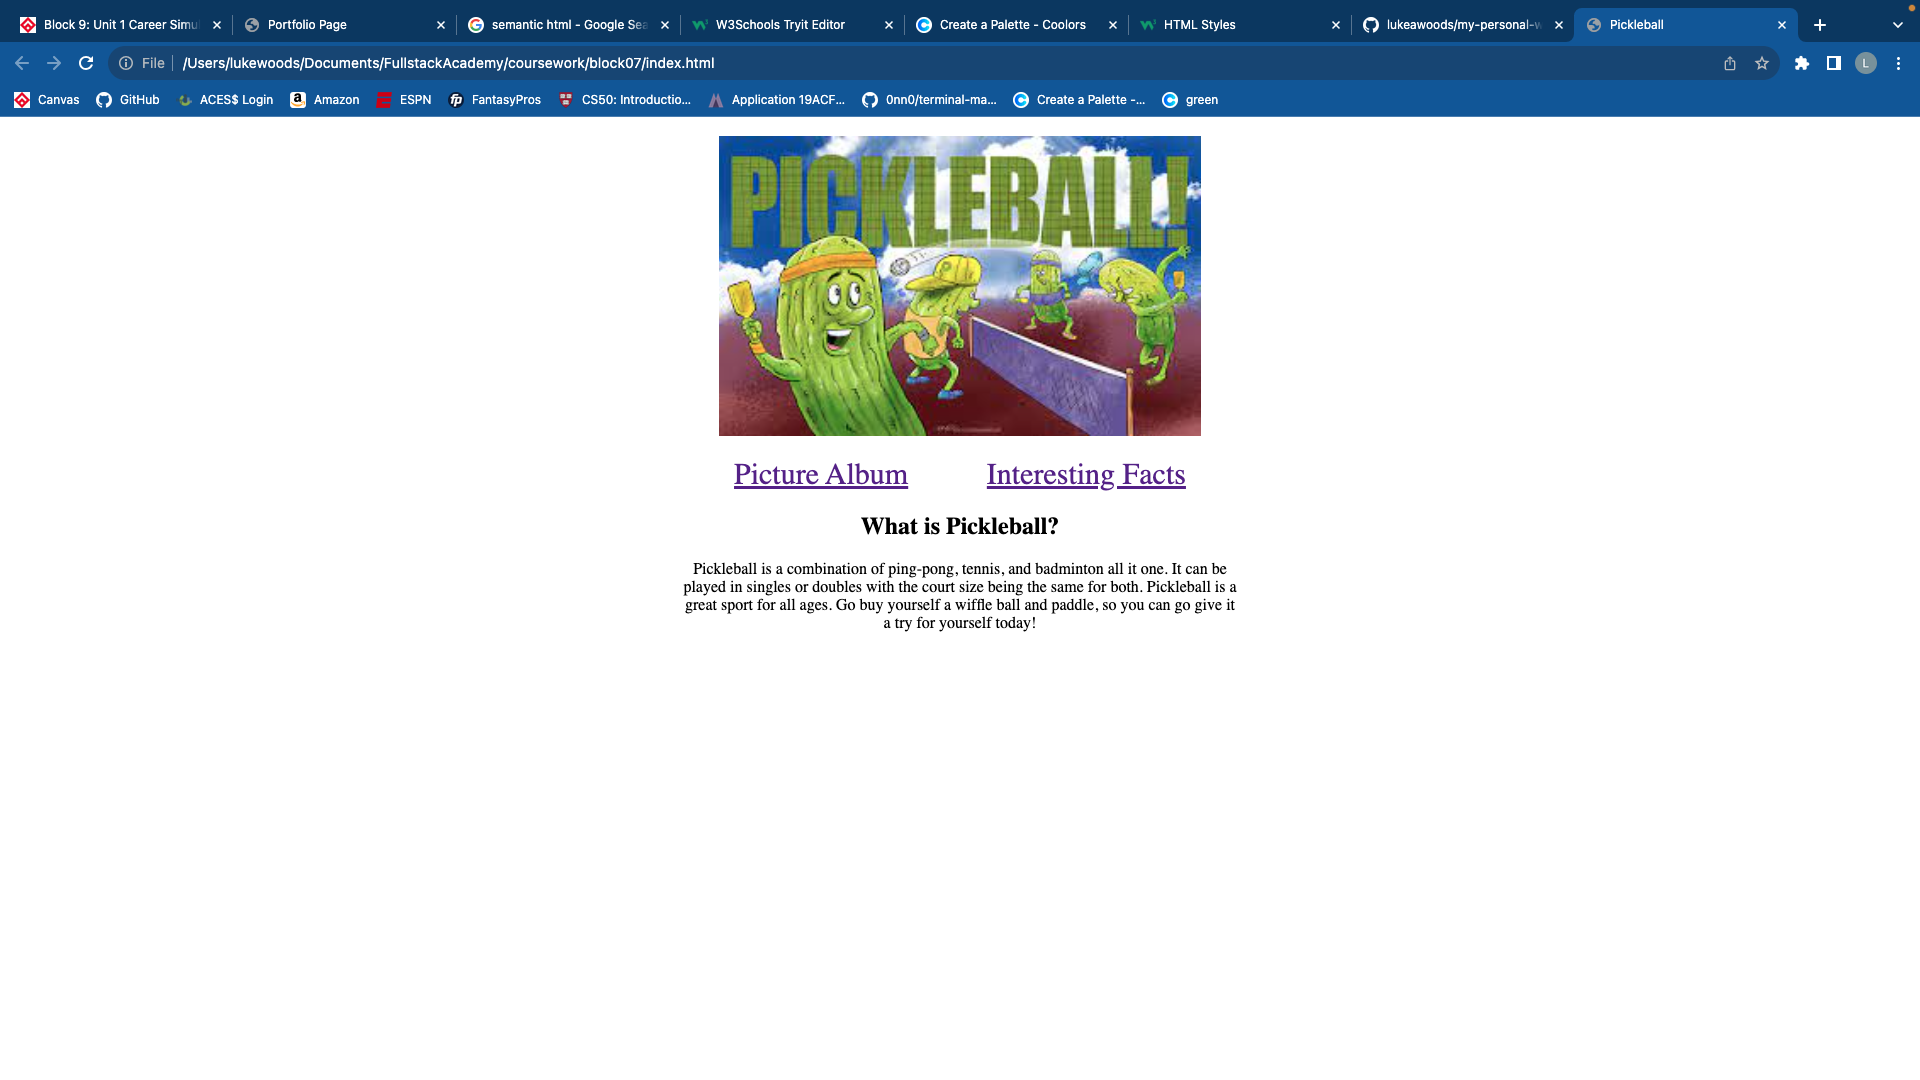 Block 9: Unit 1 Career Simul
Portfolio Page
semantic html - Google Sea
W3Schools Tryit Editor
Create a Palette - Coolors
HTML Styles
lukeawoods/my-personal-w
Pickleball
File
/Users/lukewoods/Documents/FullstackAcademy/coursework/block07/index.html
L
Canvas
GitHub
ACES$ Login
Amazon
ESPN
FantasyPros
CS50: Introductio...
Application 19ACF...
0nn0/terminal-ma...
Create a Palette -...
green
PICKLEBALL!
Picture Album
Interesting Facts
What is Pickleball?
Pickleball is a combination of ping-pong, tennis, and badminton all it one. It can be
played in singles or doubles with the court size being the same for both. Pickleball is a
great sport for all ages. Go buy yourself a wiffle ball and paddle, so you can go give it
a try for yourself today!